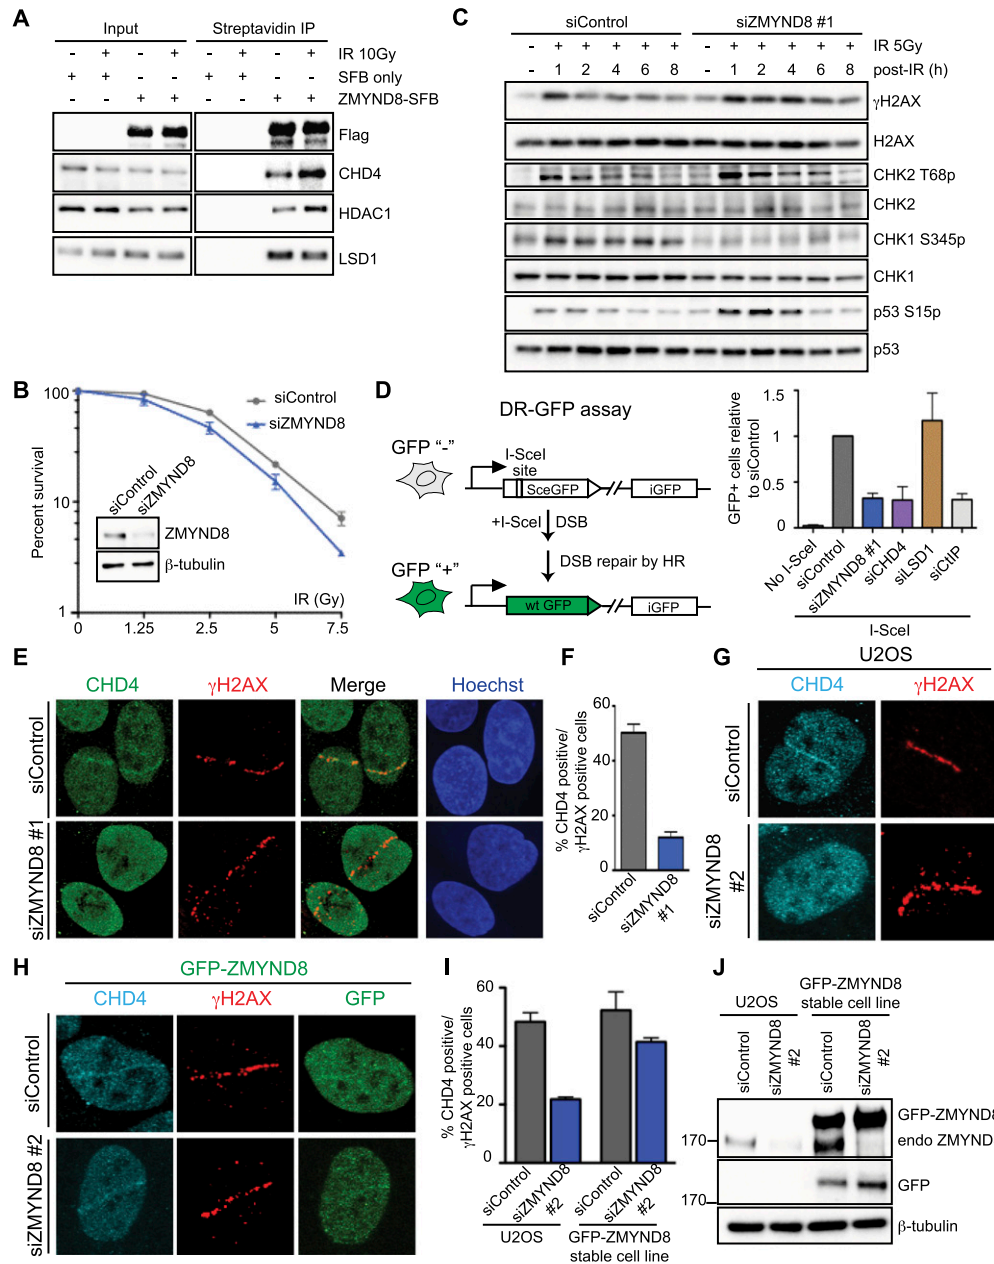 A
Input Streptavidin IP
- + - + - + - + IR 10Gy
+ + - - + + - - SFB only
- - + + - - + + ZMYND8-SFB
Flag
CHD4
HDAC1
LSD1
B
Percent survival
100
10
1
0 1.25 2.5 5 7.5
IR (Gy)
siControl
siZMYND8
siControl siZMYND8
ZMYND8
β-tubulin
C
siControl siZMYND8 #1
- + + + + + - + + + + + IR 5Gy
- 1 2 4 6 8 - 1 2 4 6 8 post-IR (h)
γH2AX
H2AX
CHK2 T68p
CHK2
CHK1 S345p
CHK1
p53 S15p
p53
D
DR-GFP assay
GFP "-"
I-SceI
site
SceGFP iGFP
+I-SceI DSB
DSB repair by HR
GFP "+"
wt GFP iGFP
GFP+ cells relative
to siControl
1.5
1
0.5
0
No I-SceI
siControl
siZMYND8 #1
siCHD4
siLSD1
siCtIP
I-SceI
E
CHD4 γH2AX Merge Hoechst
siControl
siZMYND8 #1
F
% CHD4 positive/
γH2AX positive cells
60
40
20
0
siControl
siZMYND8
#1
G
U2OS
CHD4 γH2AX
siControl
siZMYND8
#2
H
GFP-ZMYND8
CHD4 γH2AX GFP
siControl
siZMYND8 #2
I
% CHD4 positive/
γH2AX positive cells
60
40
20
0
siControl
siZMYND8
#2
siControl
siZMYND8
#2
U2OS GFP-ZMYND8
stable cell line
J
GFP-ZMYND8
U2OS stable cell line
siControl
siZMYND8
#2
siControl
siZMYND8
#2
GFP-ZMYND8
170 endo ZMYND
GFP
170
β-tubulin